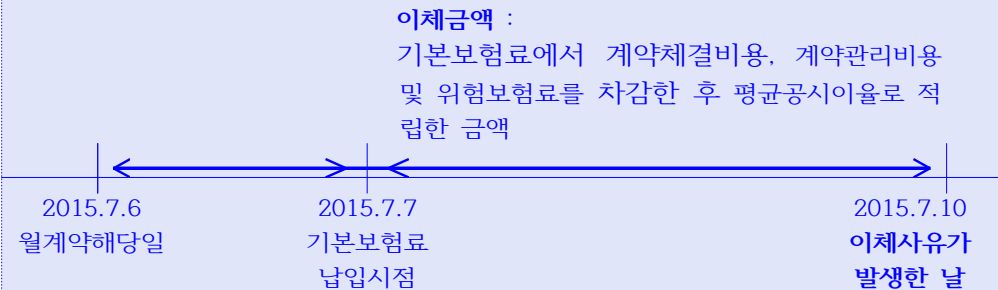 이체금액 :
기본보험료에서 계약체결비용, 계약관리비용
및 위험보험료를 차감한 후 평균공시이율로 적
립한 금액
2015.7.6 2015.7.7 2015.7.10
월계약해당일 기본보험료 이체사유가
납입시점 발생한 날